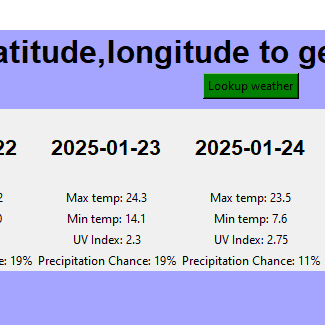 atitude,longitude to ge
Lookup weather
22 2025-01-23 2025-01-24
2 Max temp: 24.3 Max temp: 23.5
Min temp: 14.1 Min temp: 7.6
UV Index: 2.3 UV Index: 2.75
e: 19% Precipitation Chance: 19% Precipitation Chance: 11%